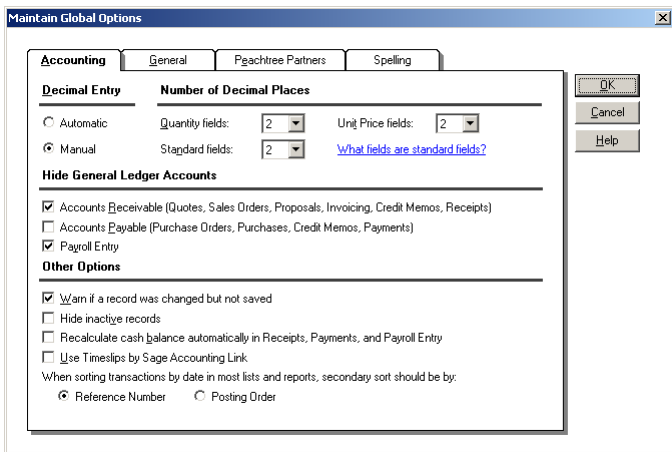 Maintain Global Options
Accounting General Peachtree Partners Spelling
OK
Cancel
Help
Decimal Entry Number of Decimal Places
Automatic Quantity fields: 2 Unit Price fields: 2
Manual Standard fields: 2 What fields are standard fields?
Hide General Ledger Accounts
Accounts Receivable (Quotes, Sales Orders, Proposals, Invoicing, Credit Memos, Receipts)
Accounts Payable (Purchase Orders, Purchases, Credit Memos, Payments)
Payroll Entry
Other Options
Warn if a record was changed but not saved
Hide inactive records
Recalculate cash balance automatically in Receipts, Payments, and Payroll Entry
Use Timeslips by Sage Accounting Link
When sorting transactions by date in most lists and reports, secondary sort should be by:
Reference Number Posting Order